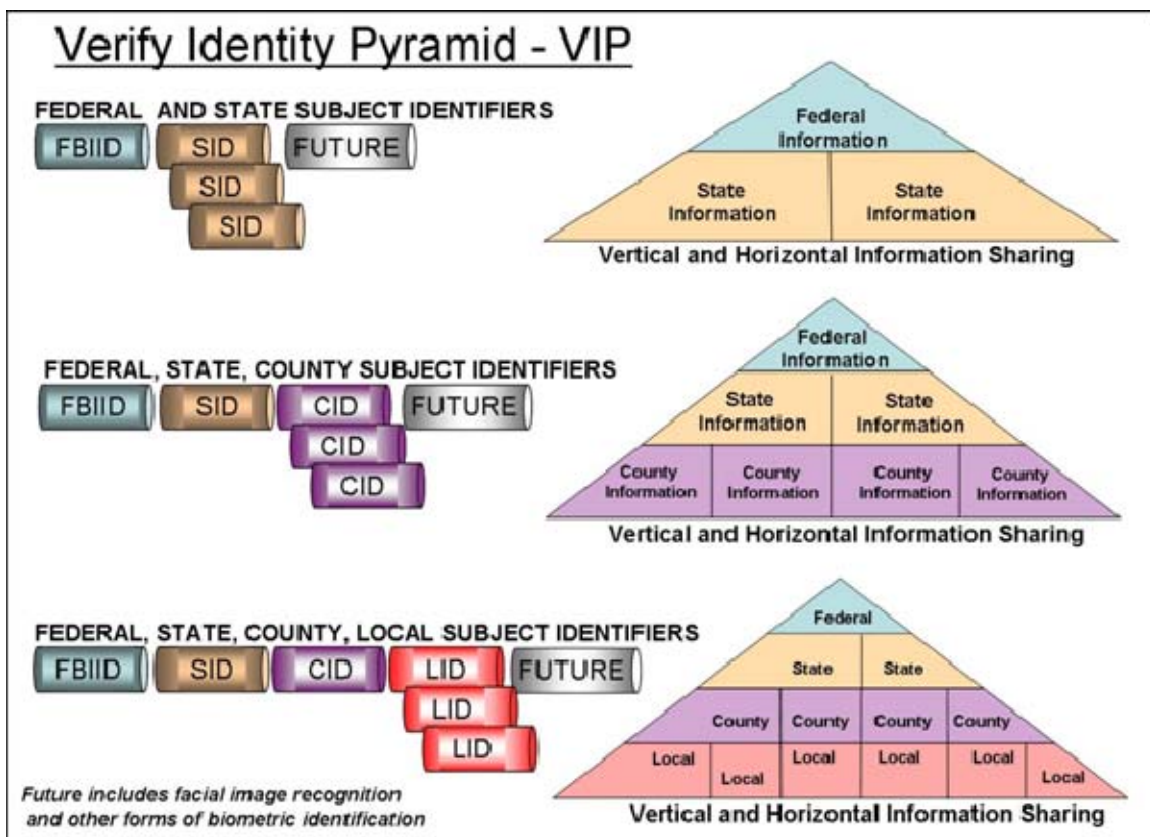 Verify Identity Pyramid - VIP
FEDERAL AND STATE SUBJECT IDENTIFIERS
FBIID SID FUTURE
SID
SID
Federal
Information
State
Information
State
Information
Vertical and Horizontal Information Sharing
FEDERAL, STATE, COUNTY SUBJECT IDENTIFIERS
FBIID SID CID FUTURE
CID
CID
Federal
Information
State
Information
State
Information
County
Information
County
Information
County
Information
County
Information
Vertical and Horizontal Information Sharing
FEDERAL, STATE, COUNTY, LOCAL SUBJECT IDENTIFIERS
FBIID SID CID LID FUTURE
LID
LID
Federal
State State
County County County County
Local Local Local Local Local Local
Vertical and Horizontal Information Sharing
Future includes facial image recognition
and other forms of biometric identification